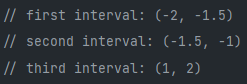 // first interval: (-2, -1.5)
// second interval: (-1.5, -1)
// third interval: (1, 2)